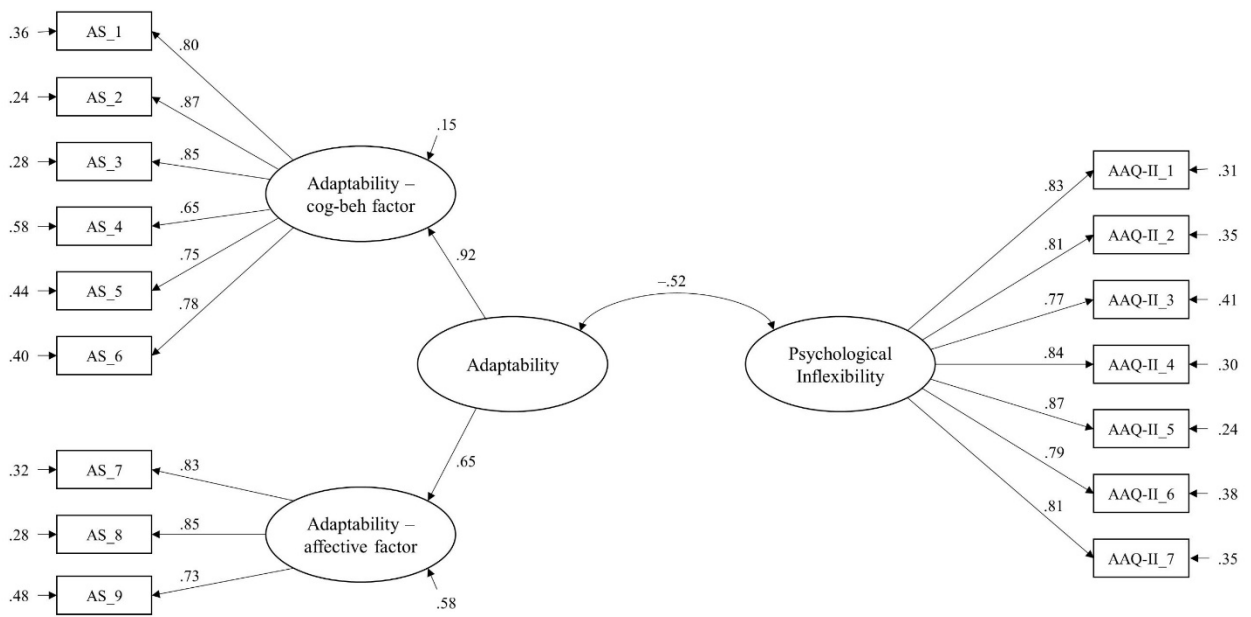 .36
AS_1
.80
.24
AS_2
.87
.28
AS_3
.85
.58
AS_4
.65
.44
AS_5
.75
.40
AS_6
.78
.15
Adaptability –
cog-beh factor
.92
Adaptability
.65
–.52
.32
AS_7
.83
.28
AS_8
.85
.48
AS_9
.73
Adaptability –
affective factor
.58
Psychological
Inflexibility
.83
AAQ-II_1
.31
.81
AAQ-II_2
.35
.77
AAQ-II_3
.41
.84
AAQ-II_4
.30
.87
AAQ-II_5
.24
.79
AAQ-II_6
.38
.81
AAQ-II_7
.35